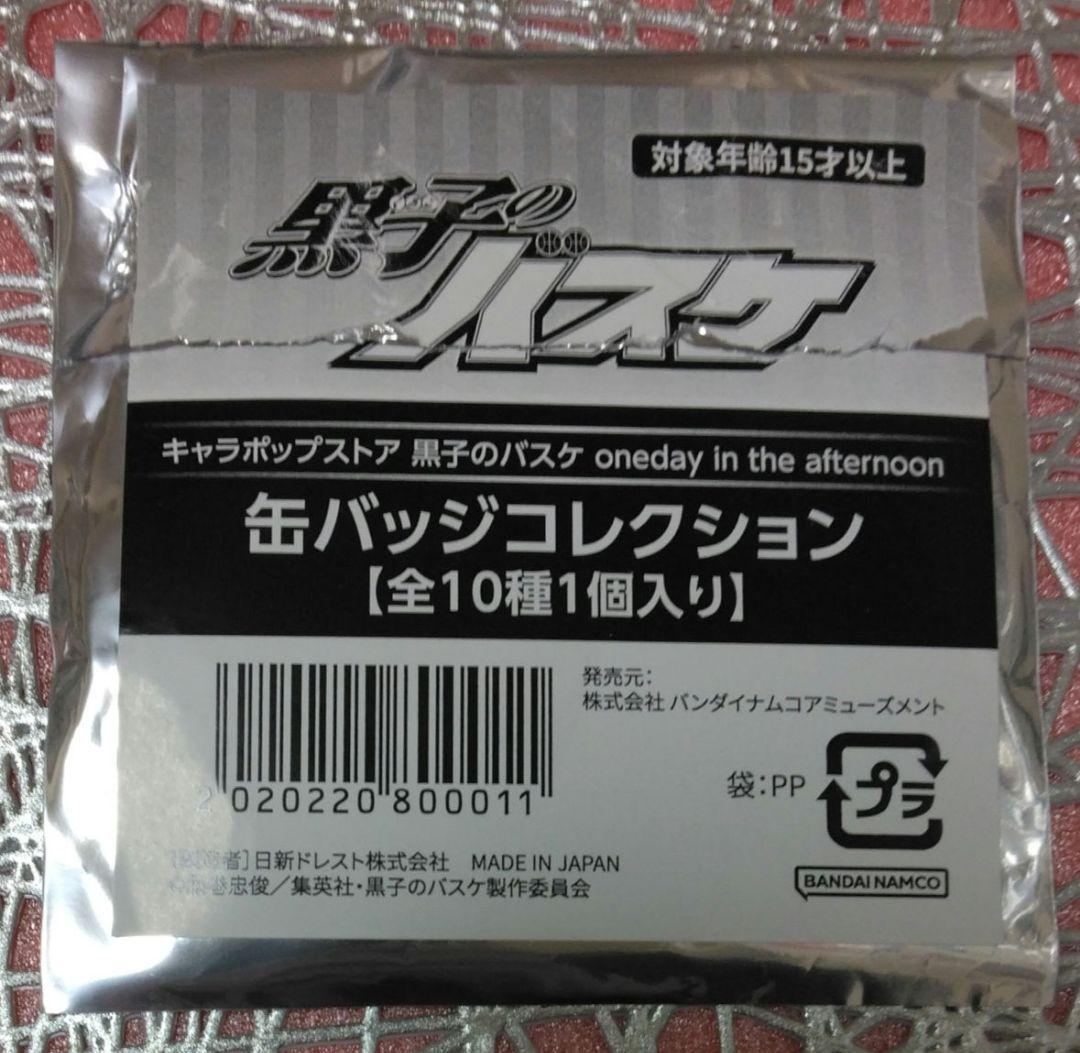 対象年齢15才以上
黒子の
バスケ
キャラポップストア 黒子のバスケ oneday in the afternoon
缶バッジコレクション
【全10種1個入り】
発売元:
株式会社 バンダイナムコアミューズメント
2 020220 800011
袋:PP
プラ
者] 日新ドレスト株式会社 MADE IN JAPAN
忠俊／集英社・黒子のバスケ製作委員会
BANDAI NAMCO